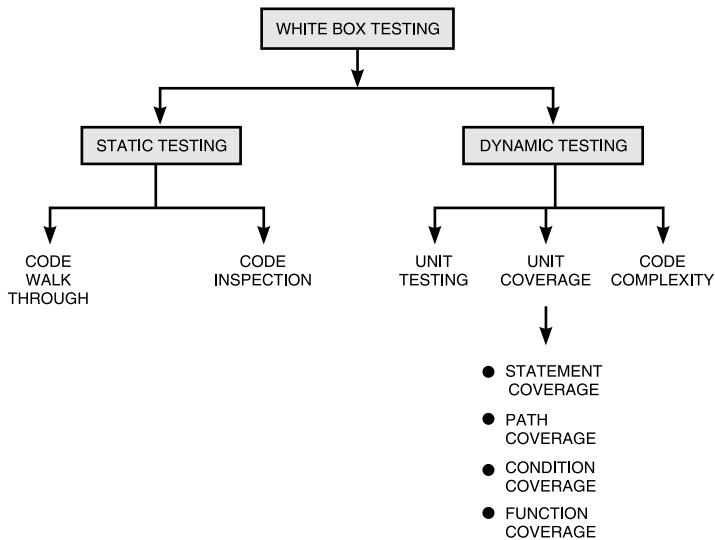 WHITE BOX TESTING
STATIC TESTING
DYNAMIC TESTING
CODE
WALK
THROUGH
CODE
INSPECTION
UNIT
TESTING
UNIT
COVERAGE
CODE
COMPLEXITY
● STATEMENT
COVERAGE
● PATH
COVERAGE
● CONDITION
COVERAGE
● FUNCTION
COVERAGE